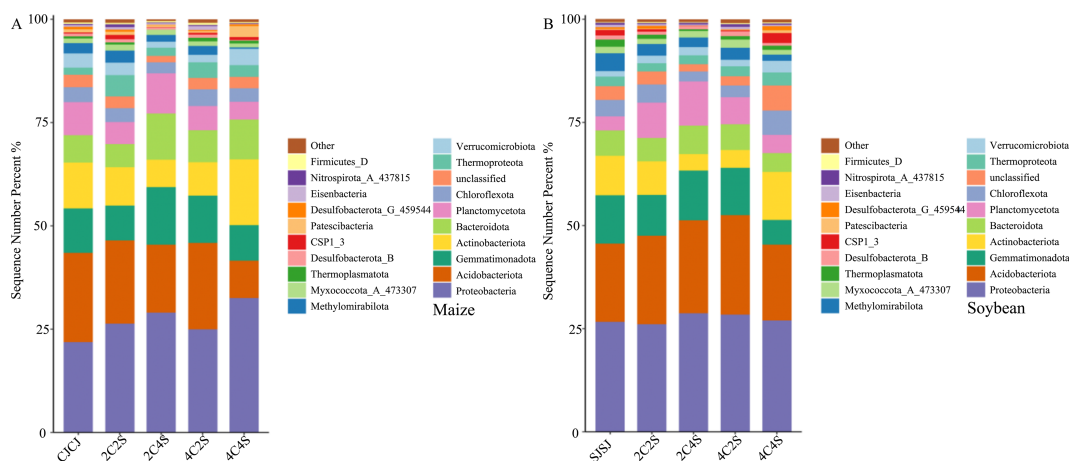 A
Sequence Number Percent %
100
75
50
25
0
CJCJ
2C2S
2C4S
4C2S
4C4S
Other
Firmicutes_D
Nitrospirota_A_437815
Eisenbacteria
Desulfobacterota_G_459544
Patescibacteria
CSP1_3
Desulfobacterota_B
Thermoplasmatota
Myxococcota_A_473307
Methylomirabilota
Verrucomicrobiota
Thermoproteota
unclassified
Chloroflexota
Planctomycetota
Bacteroidota
Actinobacteriota
Gemmatimonadota
Acidobacteriota
Proteobacteria
Maize
B
Sequence Number Percent %
100
75
50
25
0
SJSJ
2C2S
2C4S
4C2S
4C4S
Other
Firmicutes_D
Nitrospirota_A_437815
Eisenbacteria
Desulfobacterota_G_459544
Patescibacteria
CSP1_3
Desulfobacterota_B
Thermoplasmatota
Myxococcota_A_473307
Methylomirabilota
Verrucomicrobiota
Thermoproteota
unclassified
Chloroflexota
Planctomycetota
Bacteroidota
Actinobacteriota
Gemmatimonadota
Acidobacteriota
Proteobacteria
Soybean